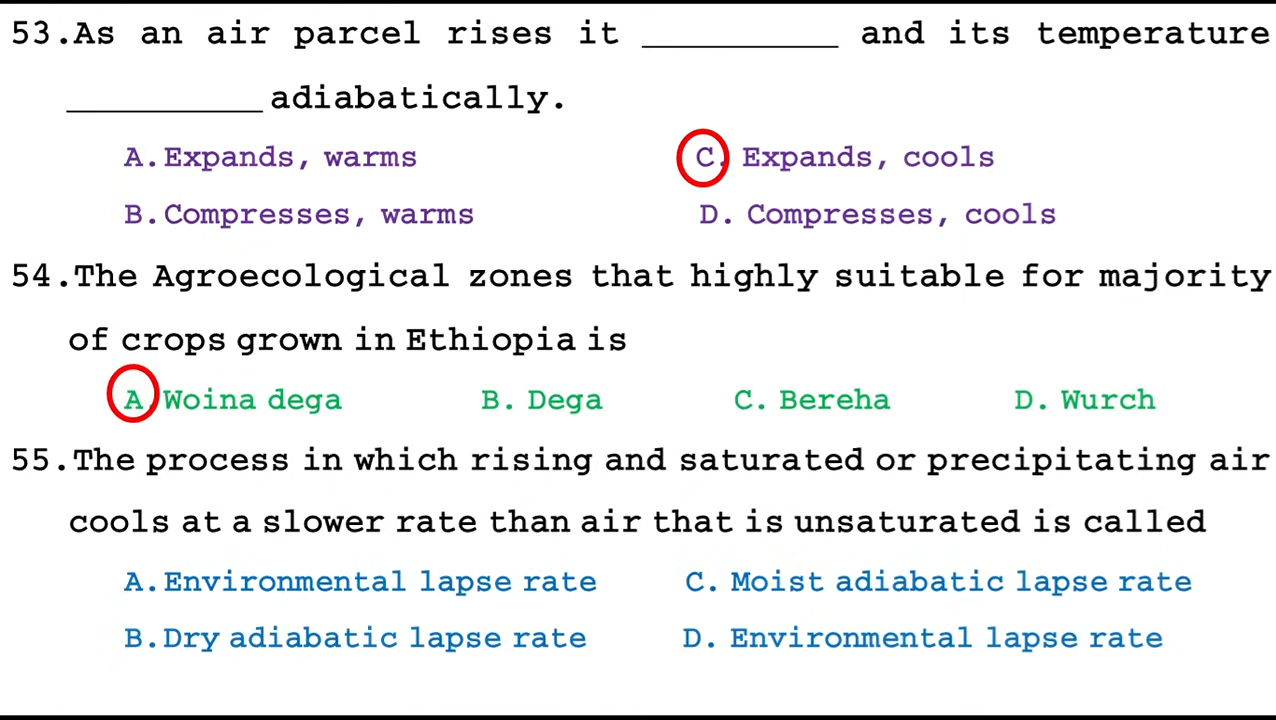 53.As an air parcel rises it __________ and its temperature
__________ adiabatically.
A.Expands, warms C. Expands, cools
B.Compresses, warms D. Compresses, cools
54.The Agroecological zones that highly suitable for majority
of crops grown in Ethiopia is
A.Woina dega B. Dega C. Bereha D. Wurch
55.The process in which rising and saturated or precipitating air
cools at a slower rate than air that is unsaturated is called
A.Environmental lapse rate C. Moist adiabatic lapse rate
B.Dry adiabatic lapse rate D. Environmental lapse rate